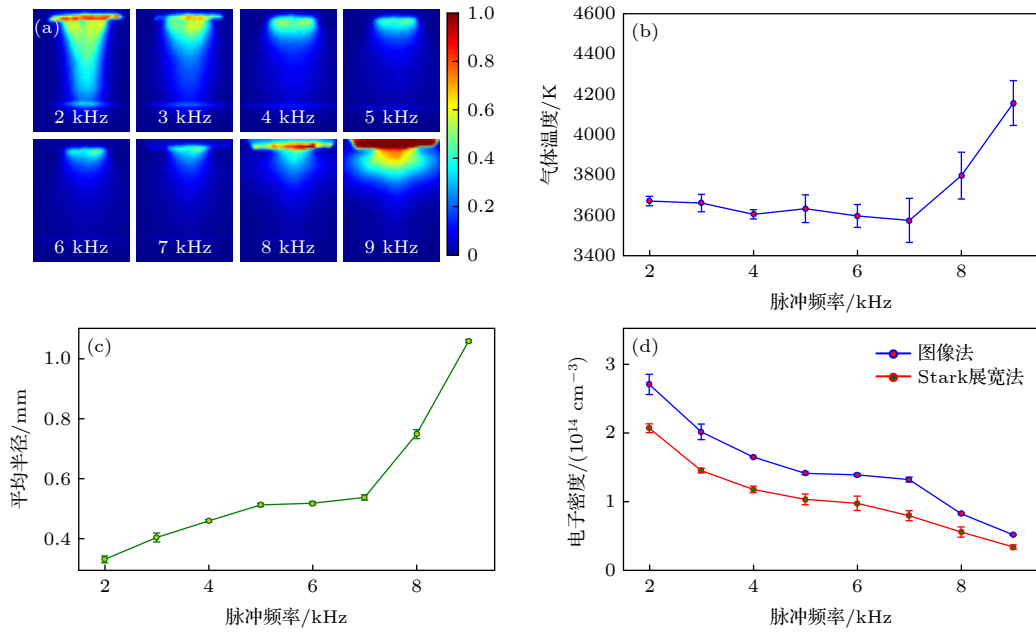 (a)
2 kHz
3 kHz
4 kHz
5 kHz
6 kHz
7 kHz
8 kHz
9 kHz
1.0
0.8
0.6
0.4
0.2
0
(b)
气体温度/K
4600
4400
4200
4000
3800
3600
3400
2 4 6 8
脉冲频率/kHz
(c)
平均半径/mm
1.0
0.8
0.6
0.4
2 4 6 8
脉冲频率/kHz
(d)
图像法
Stark展宽法
电子密度/(10¹⁴ cm⁻³)
3
2
1
0
2 4 6 8
脉冲频率/kHz